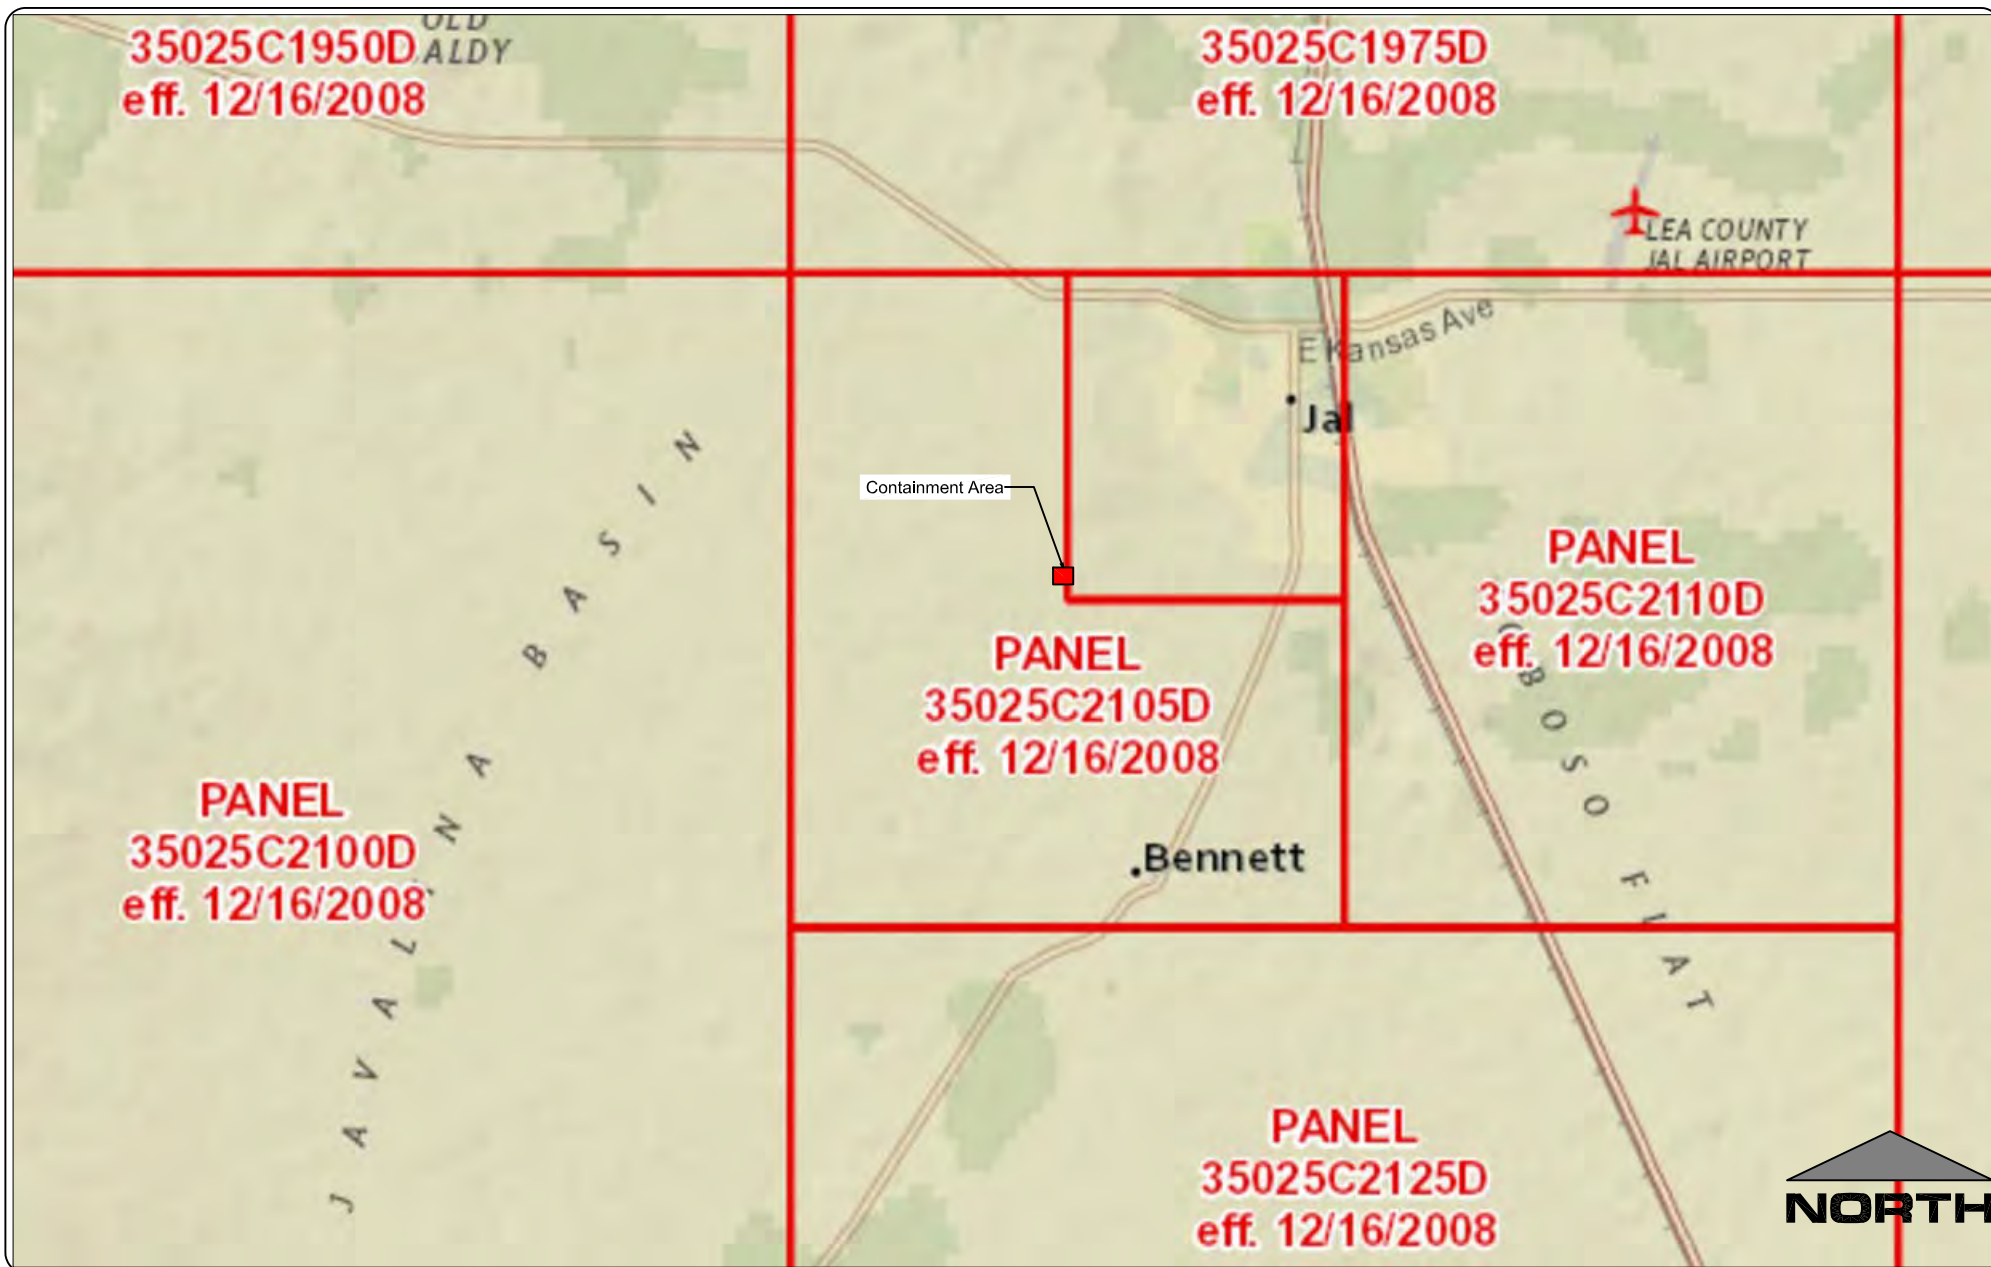 OLD
ALDY
35025C1950D
eff. 12/16/2008
35025C1975D
eff. 12/16/2008
LEA COUNTY
JAL AIRPORT
E Kansas Ave
Jal
Containment Area
JAVALINA BASIN
PANEL
35025C2110D
eff. 12/16/2008
PANEL
35025C2105D
eff. 12/16/2008
BOSO FLAT
PANEL
35025C2100D
eff. 12/16/2008
Bennett
PANEL
35025C2125D
eff. 12/16/2008
NORTH